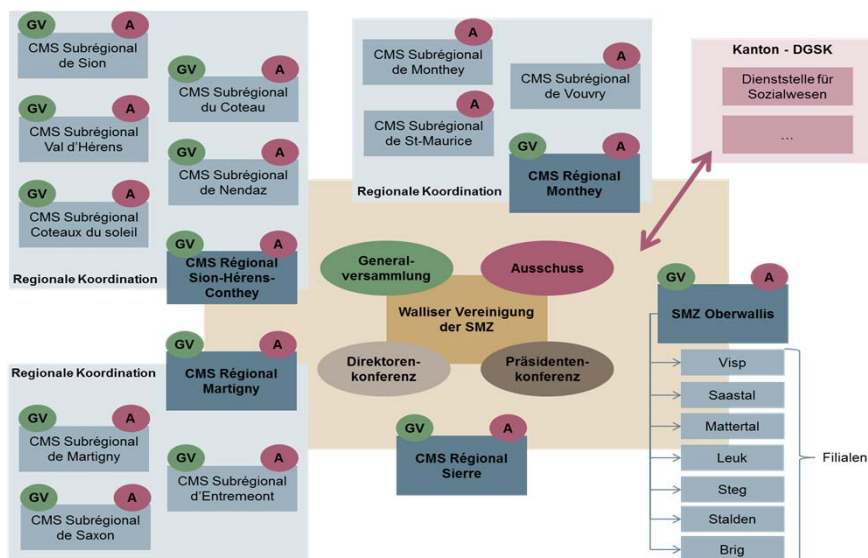 GV
A
CMS Subrégional
de Sion
GV
A
CMS Subrégional
du Coteau
GV
A
CMS Subrégional
Val d'Hérens
GV
A
CMS Subrégional
de Nendaz
GV
A
CMS Subrégional
Coteaux du soleil
Regionale Koordination
GV
A
CMS Régional
Sion-Hérens-
Conthey
A
CMS Subrégional
de Monthey
A
CMS Subrégional
de Vouvry
A
CMS Subrégional
de St-Maurice
Regionale Koordination
GV
A
CMS Régional
Monthey
Kanton - DGSK
Dienststelle für
Sozialwesen
...
General-
versammlung
Ausschuss
Walliser Vereinigung
der SMZ
Direktoren-
konferenz
Präsidenten-
konferenz
GV
A
CMS Régional
Sierre
GV
A
CMS Régional
Martigny
Regionale Koordination
GV
A
CMS Subrégional
de Martigny
GV
A
CMS Subrégional
d'Entremeont
GV
A
CMS Subrégional
de Saxon
GV
A
SMZ Oberwallis
Visp
Saastal
Mattertal
Leuk
Steg
Stalden
Brig
Filialen